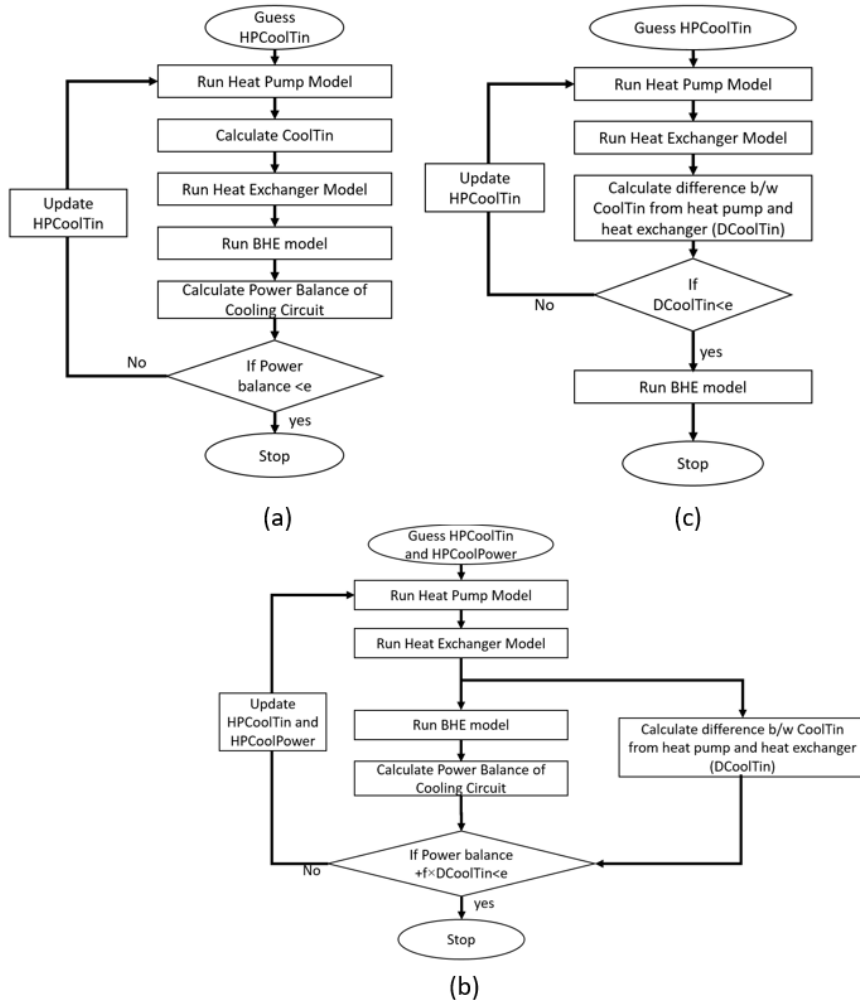 Guess
HPCoolTin
Run Heat Pump Model
Calculate CoolTin
Run Heat Exchanger Model
Update
HPCoolTin
Run BHE model
Calculate Power Balance of
Cooling Circuit
No
If Power
balance <e
yes
Stop
(a)
Guess HPCoolTin
Run Heat Pump Model
Run Heat Exchanger Model
Update
HPCoolTin
Calculate difference b/w
CoolTin from heat pump and
heat exchanger (DCoolTin)
If
DCoolTin<e
No
yes
Run BHE model
Stop
(c)
Guess HPCoolTin
and HPCoolPower
Run Heat Pump Model
Run Heat Exchanger Model
Update
HPCoolTin and
HPCoolPower
Run BHE model
Calculate difference b/w CoolTin
from heat pump and heat exchanger
(DCoolTin)
Calculate Power Balance of
Cooling Circuit
If Power balance
+f×DCoolTin<e
No
yes
Stop
(b)